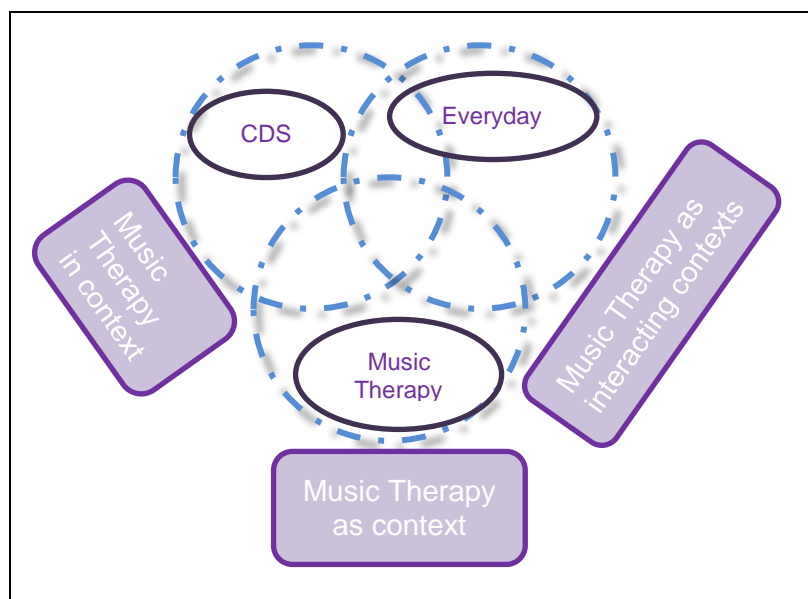 CDS
Everyday
Music
Therapy
in context
Music Therapy as
interacting contexts
Music
Therapy
Music Therapy
as context